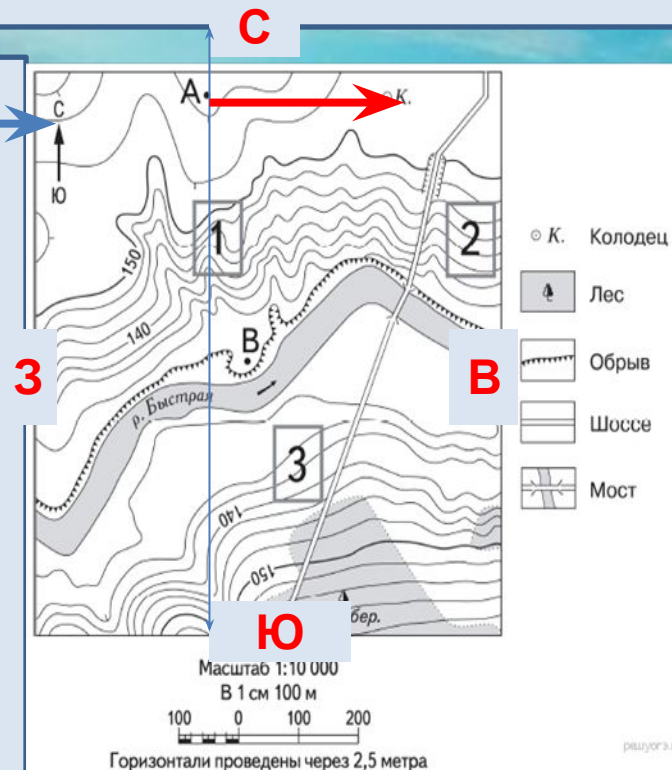 С
А
К.
С
Ю
1
2
150
К. Колодец
Лес
140
В
З
В
Обрыв
р. Быстрая
Шоссе
3
Мост
140
150
Ю
бер.
Масштаб 1:10 000
В 1 см 100 м
100 0 100 200
Горизонтали проведены через 2,5 метра